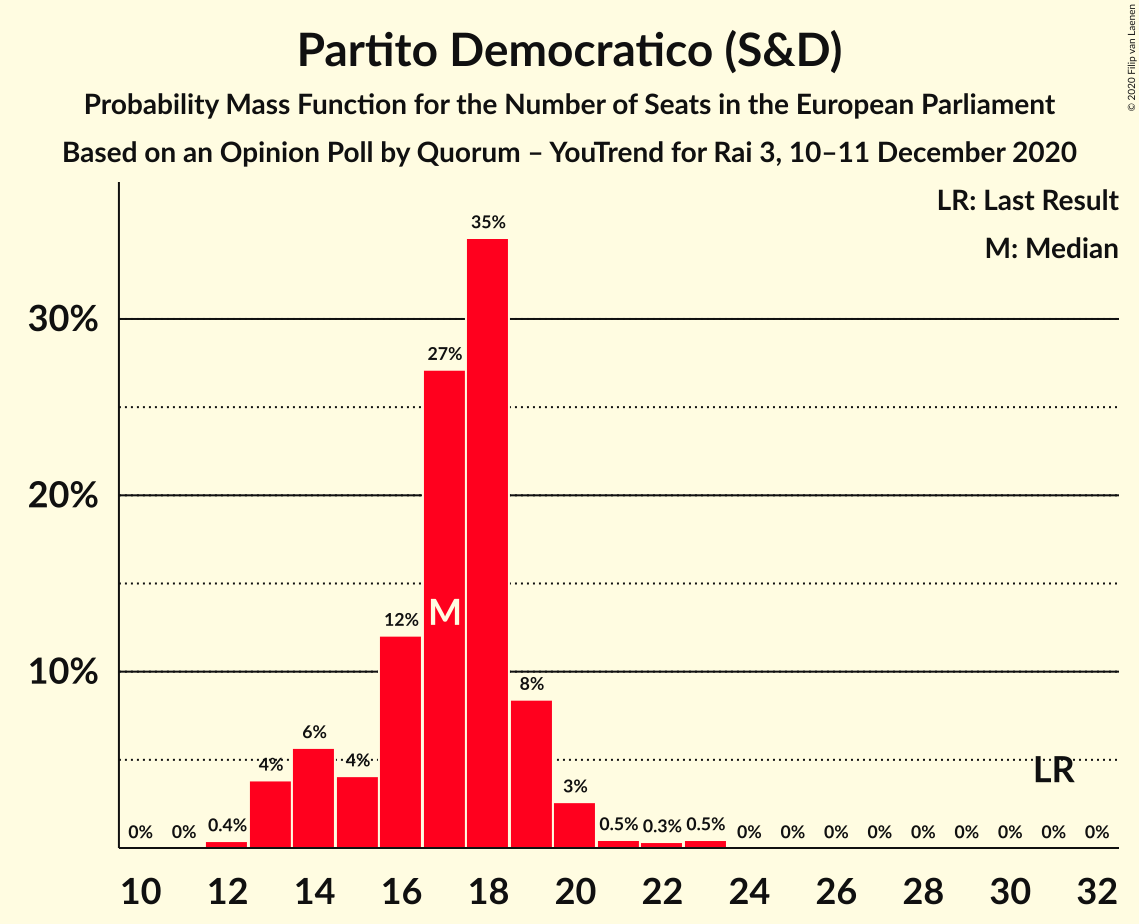 Partito Democratico (S&D)
Probability Mass Function for the Number of Seats in the European Parliament
Based on an Opinion Poll by Quorum – YouTrend for Rai 3, 10–11 December 2020
© 2020 Filip van Laenen
LR: Last Result
M: Median
30%
20%
10%
0%
0%
0.4%
4%
6%
4%
12%
27%
35%
8%
3%
0.5%
0.3%
0.5%
0%
0%
0%
0%
0%
0%
0%
0%
0%
M
LR
10 12 14 16 18 20 22 24 26 28 30 32